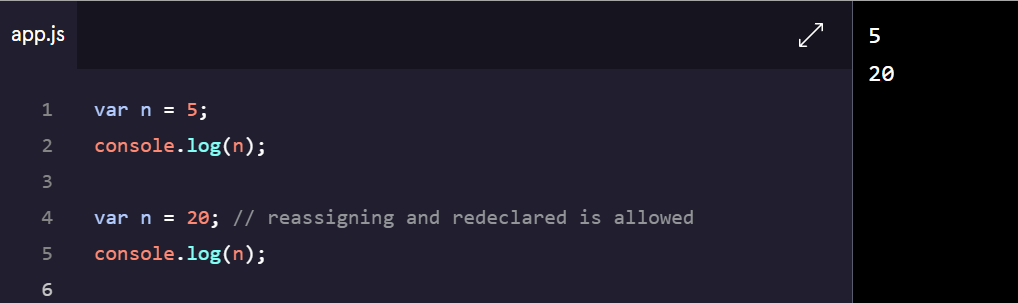 app.js
1 var n = 5;
2 console.log(n);
3
4 var n = 20; // reassigning and redeclared is allowed
5 console.log(n);
6
5
20